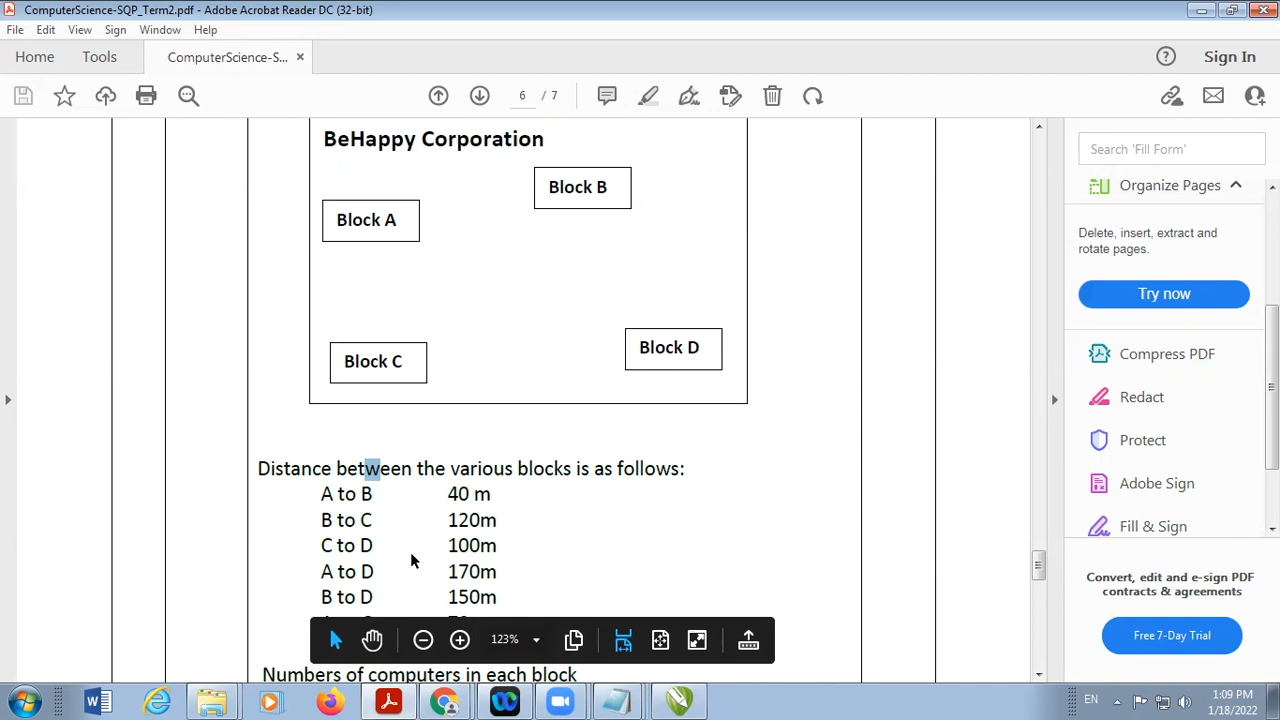 ComputerScience-SQP_Term2.pdf - Adobe Acrobat Reader DC (32-bit)
File Edit View Sign Window Help
Home Tools ComputerScience-S... × Sign In
6 / 7
Search 'Fill Form'
BeHappy Corporation
Block B
Block A
Block C
Block D
Distance between the various blocks is as follows:
A to B 40 m
B to C 120m
C to D 100m
A to D 170m
B to D 150m
Numbers of computers in each block
123%
Organize Pages
Delete, insert, extract and
rotate pages.
Try now
Compress PDF
Redact
Protect
Adobe Sign
Fill & Sign
Convert, edit and e-sign PDF
contracts & agreements
Free 7-Day Trial
EN
1:09 PM
1/18/2022